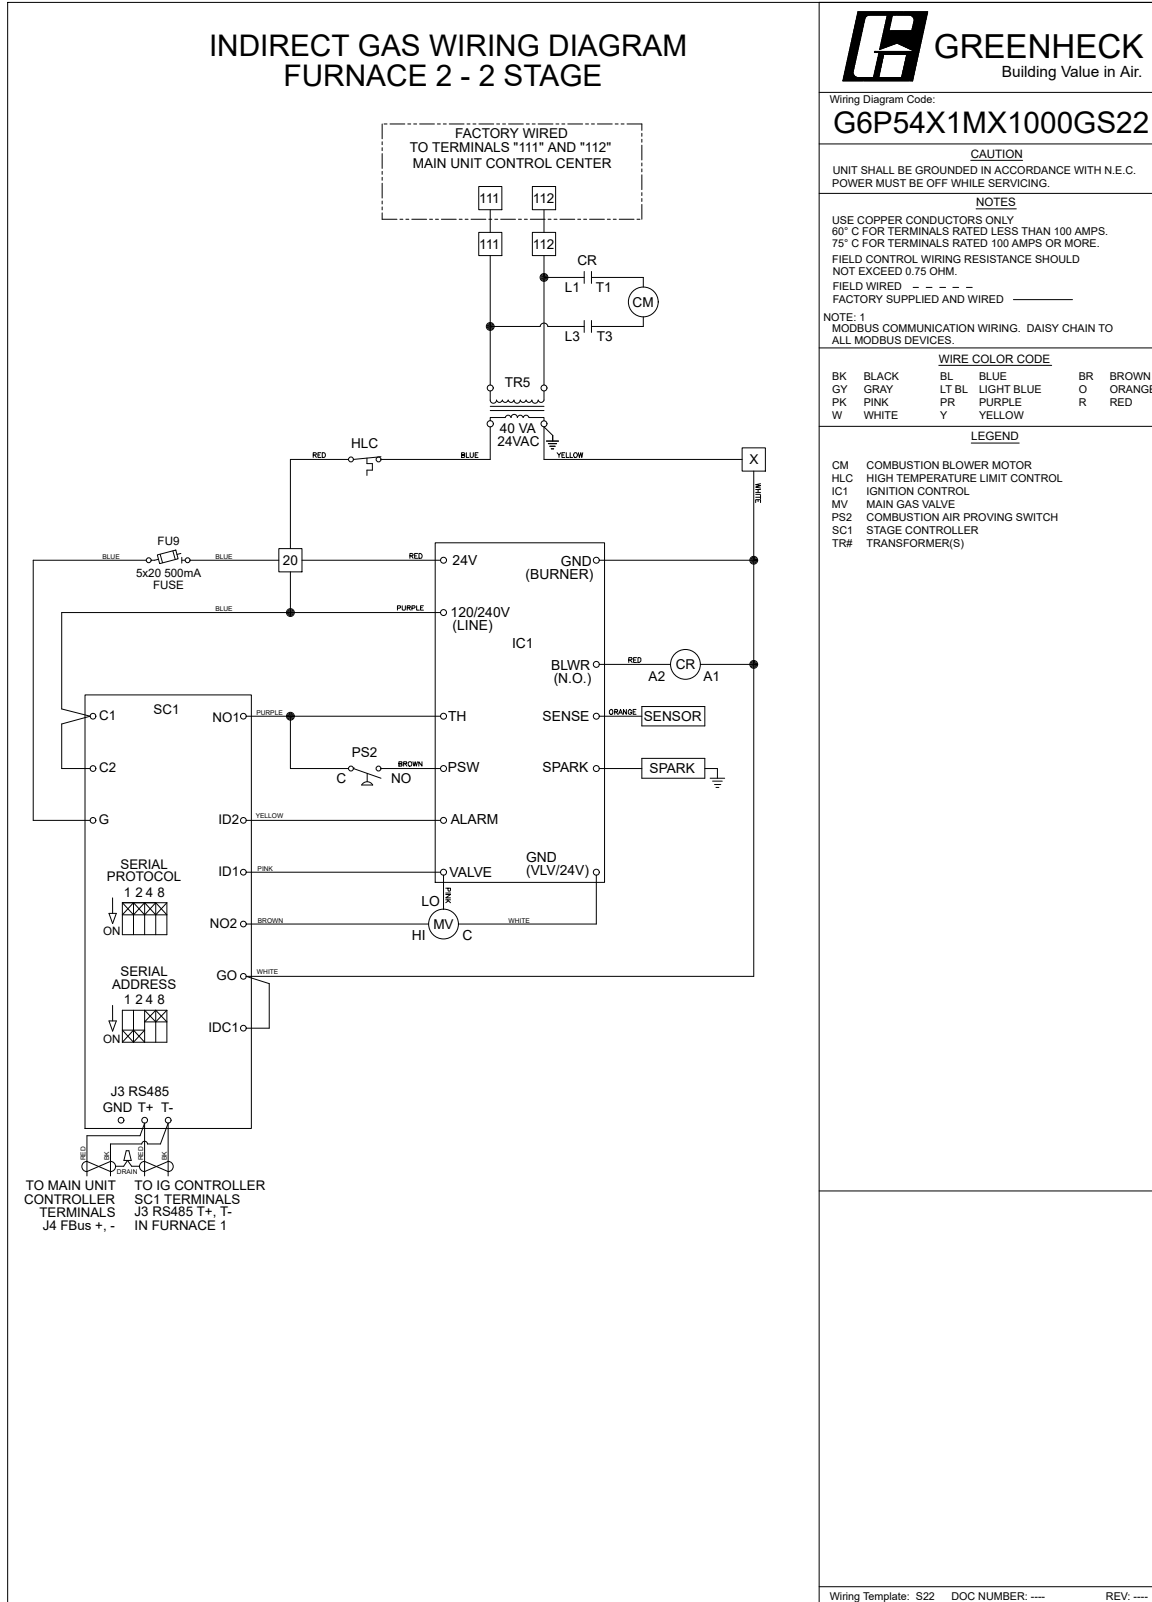 INDIRECT GAS WIRING DIAGRAM
FURNACE 2 - 2 STAGE
FACTORY WIRED
TO TERMINALS "111" AND "112"
MAIN UNIT CONTROL CENTER
111
112
111
112
CR
L1 T1
CM
L3 T3
TR5
40 VA
24VAC
HLC
RED
BLUE
YELLOW
X
WHITE
FU9
BLUE
BLUE
5x20 500mA
FUSE
20
RED
24V
GND
(BURNER)
BLUE
PURPLE
120/240V
(LINE)
IC1
BLWR
(N.O.)
RED
A2
CR
A1
SC1
C1
NO1
PURPLE
TH
SENSE
ORANGE
SENSOR
C2
PS2
C
NO
BROWN
PSW
SPARK
SPARK
G
ID2
YELLOW
ALARM
SERIAL
PROTOCOL
1 2 4 8
ON
ID1
PINK
VALVE
GND
(VLV/24V)
PINK
LO
NO2
BROWN
MV
HI
C
WHITE
SERIAL
ADDRESS
1 2 4 8
ON
GO
WHITE
IDC1
J3 RS485
GND T+ T-
RED
BK
DRAIN
RED
BK
TO MAIN UNIT
CONTROLLER
TERMINALS
J4 FBus +, -
TO IG CONTROLLER
SC1 TERMINALS
J3 RS485 T+, T-
IN FURNACE 1
GREENHECK
Building Value in Air.
Wiring Diagram Code:
G6P54X1MX1000GS22
CAUTION
UNIT SHALL BE GROUNDED IN ACCORDANCE WITH N.E.C.
POWER MUST BE OFF WHILE SERVICING.
NOTES
USE COPPER CONDUCTORS ONLY
60° C FOR TERMINALS RATED LESS THAN 100 AMPS.
75° C FOR TERMINALS RATED 100 AMPS OR MORE.
FIELD CONTROL WIRING RESISTANCE SHOULD
NOT EXCEED 0.75 OHM.
FIELD WIRED
FACTORY SUPPLIED AND WIRED
NOTE: 1
MODBUS COMMUNICATION WIRING. DAISY CHAIN TO
ALL MODBUS DEVICES.
WIRE COLOR CODE
BK BLACK BL BLUE BR BROWN
GY GRAY LT BL LIGHT BLUE O ORANGE
PK PINK PR PURPLE R RED
W WHITE Y YELLOW
LEGEND
CM COMBUSTION BLOWER MOTOR
HLC HIGH TEMPERATURE LIMIT CONTROL
IC1 IGNITION CONTROL
MV MAIN GAS VALVE
PS2 COMBUSTION AIR PROVING SWITCH
SC1 STAGE CONTROLLER
TR# TRANSFORMER(S)
Wiring Template: S22 DOC NUMBER: ---- REV: ----